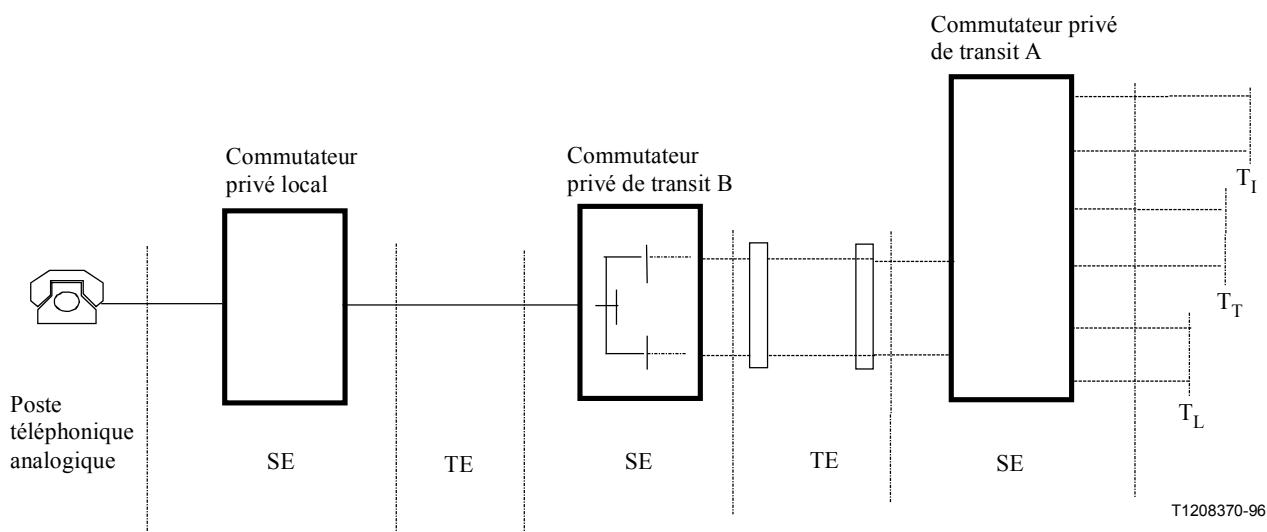 Commutateur privé
de transit A
Commutateur
privé local
Commutateur
privé de transit B
T_I
T_T
T_L
Poste
téléphonique
analogique
SE
TE
SE
TE
SE
T1208370-96